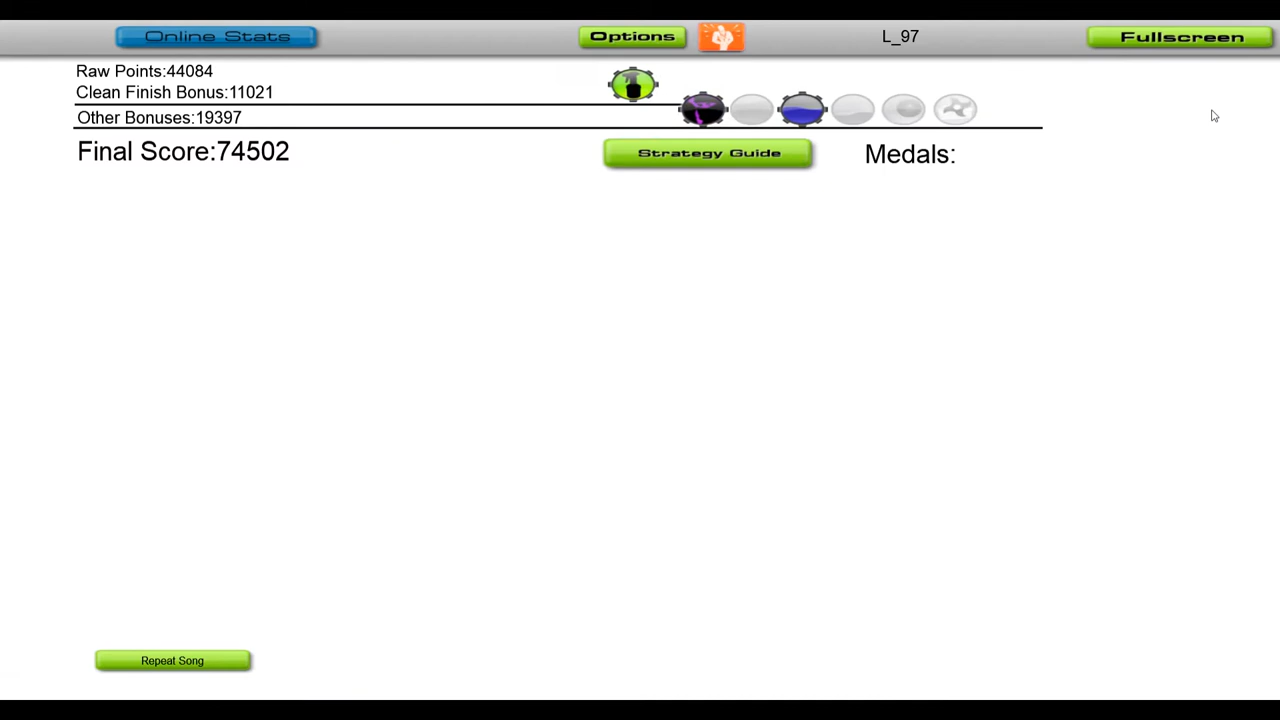 Online Stats
Options
L_97
Fullscreen
Raw Points:44084
Clean Finish Bonus:11021
Other Bonuses:19397
Final Score:74502
Strategy Guide
Medals:
Repeat Song